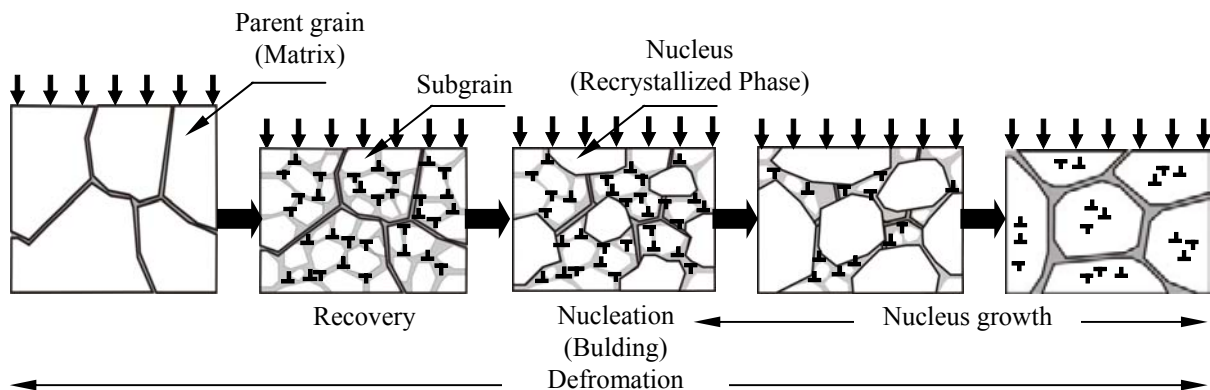 Parent grain
(Matrix)
Subgrain
Nucleus
(Recrystallized Phase)
Recovery
Nucleation
(Bulding)
Nucleus growth
Defromation